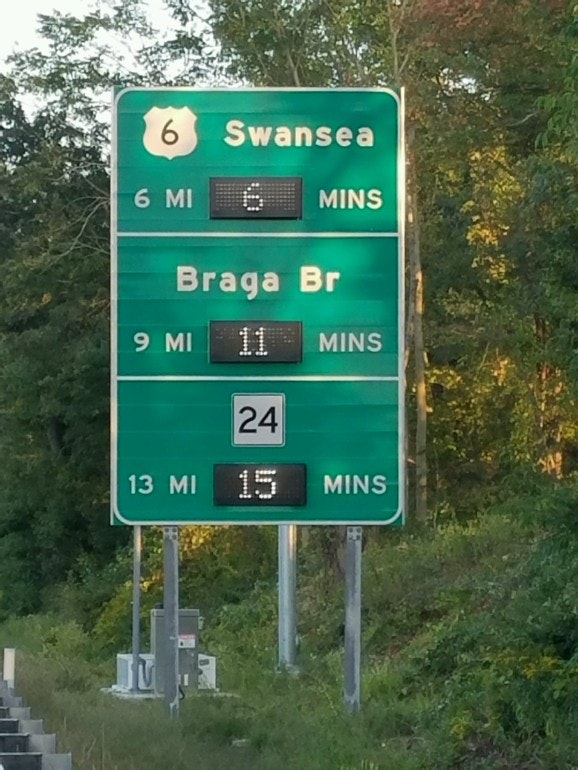 6 Swansea
6 MI 6 MINS
Braga Br
9 MI 11 MINS
24
13 MI 15 MINS